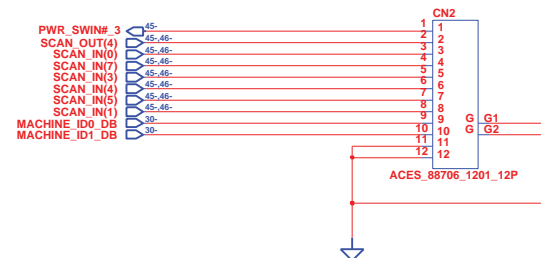 CN2
PWR_SWIN#_3 45- 1 1
SCAN_OUT(4) 45-,46- 2 2
SCAN_IN(0) 45-,46- 3 3
SCAN_IN(7) 45-,46- 4 4
SCAN_IN(3) 45-,46- 5 5
SCAN_IN(4) 45-,46- 6 6
SCAN_IN(5) 45-,46- 7 7
SCAN_IN(1) 45-,46- 8 8
MACHINE_ID0_DB 30- 9 9 G G1
MACHINE_ID1_DB 30- 10 10 G G2
11 11
12 12
ACES_88706_1201_12P